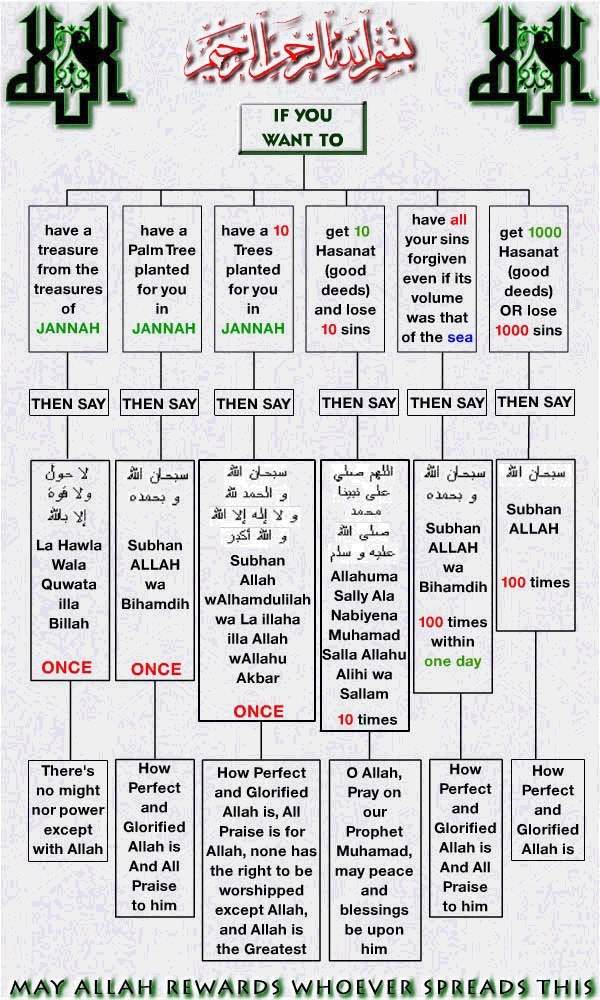 بسم الله الرحمن الرحيم
IF YOU
WANT TO
have a
treasure
from the
treasures
of
JANNAH
THEN SAY
لا حول
ولا قوة
إلا بالله
La Hawla
Wala
Quwata
illa
Billah
ONCE
There's
no might
nor power
except
with Allah
have a
Palm Tree
planted
for you
in
JANNAH
THEN SAY
سبحان الله
و بحمده
Subhan
ALLAH
wa
Bihamdih
ONCE
How
Perfect
and
Glorified
Allah is
And All
Praise
to him
have a 10
Trees
planted
for you
in
JANNAH
THEN SAY
سبحان الله
و الحمد لله
و لا إله إلا الله
و الله أكبر
Subhan
Allah
wAlhamdulilah
wa La illaha
illa Allah
wAllahu
Akbar
ONCE
How Perfect
and Glorified
Allah is, All
Praise is for
Allah, none has
the right to be
worshipped
except Allah,
and Allah is
the Greatest
get 10
Hasanat
(good
deeds)
and lose
10 sins
THEN SAY
اللهم صلي
على نبينا
محمد
صلى الله
عليه و سلم
Allahuma
Sally Ala
Nabiyena
Muhamad
Salla Allahu
Alihi wa
Sallam
10 times
O Allah,
Pray on
our
Prophet
Muhamad,
may peace
and
blessings
be upon
him
have all
your sins
forgiven
even if its
volume
was that
of the sea
THEN SAY
سبحان الله
و بحمده
Subhan
ALLAH
wa
Bihamdih
100 times
within
one day
How
Perfect
and
Glorified
Allah is
And All
Praise
to him
get 1000
Hasanat
(good
deeds)
OR lose
1000 sins
THEN SAY
سبحان الله
Subhan
ALLAH
100 times
How
Perfect
and
Glorified
Allah is
MAY ALLAH REWARDS WHOEVER SPREADS THIS